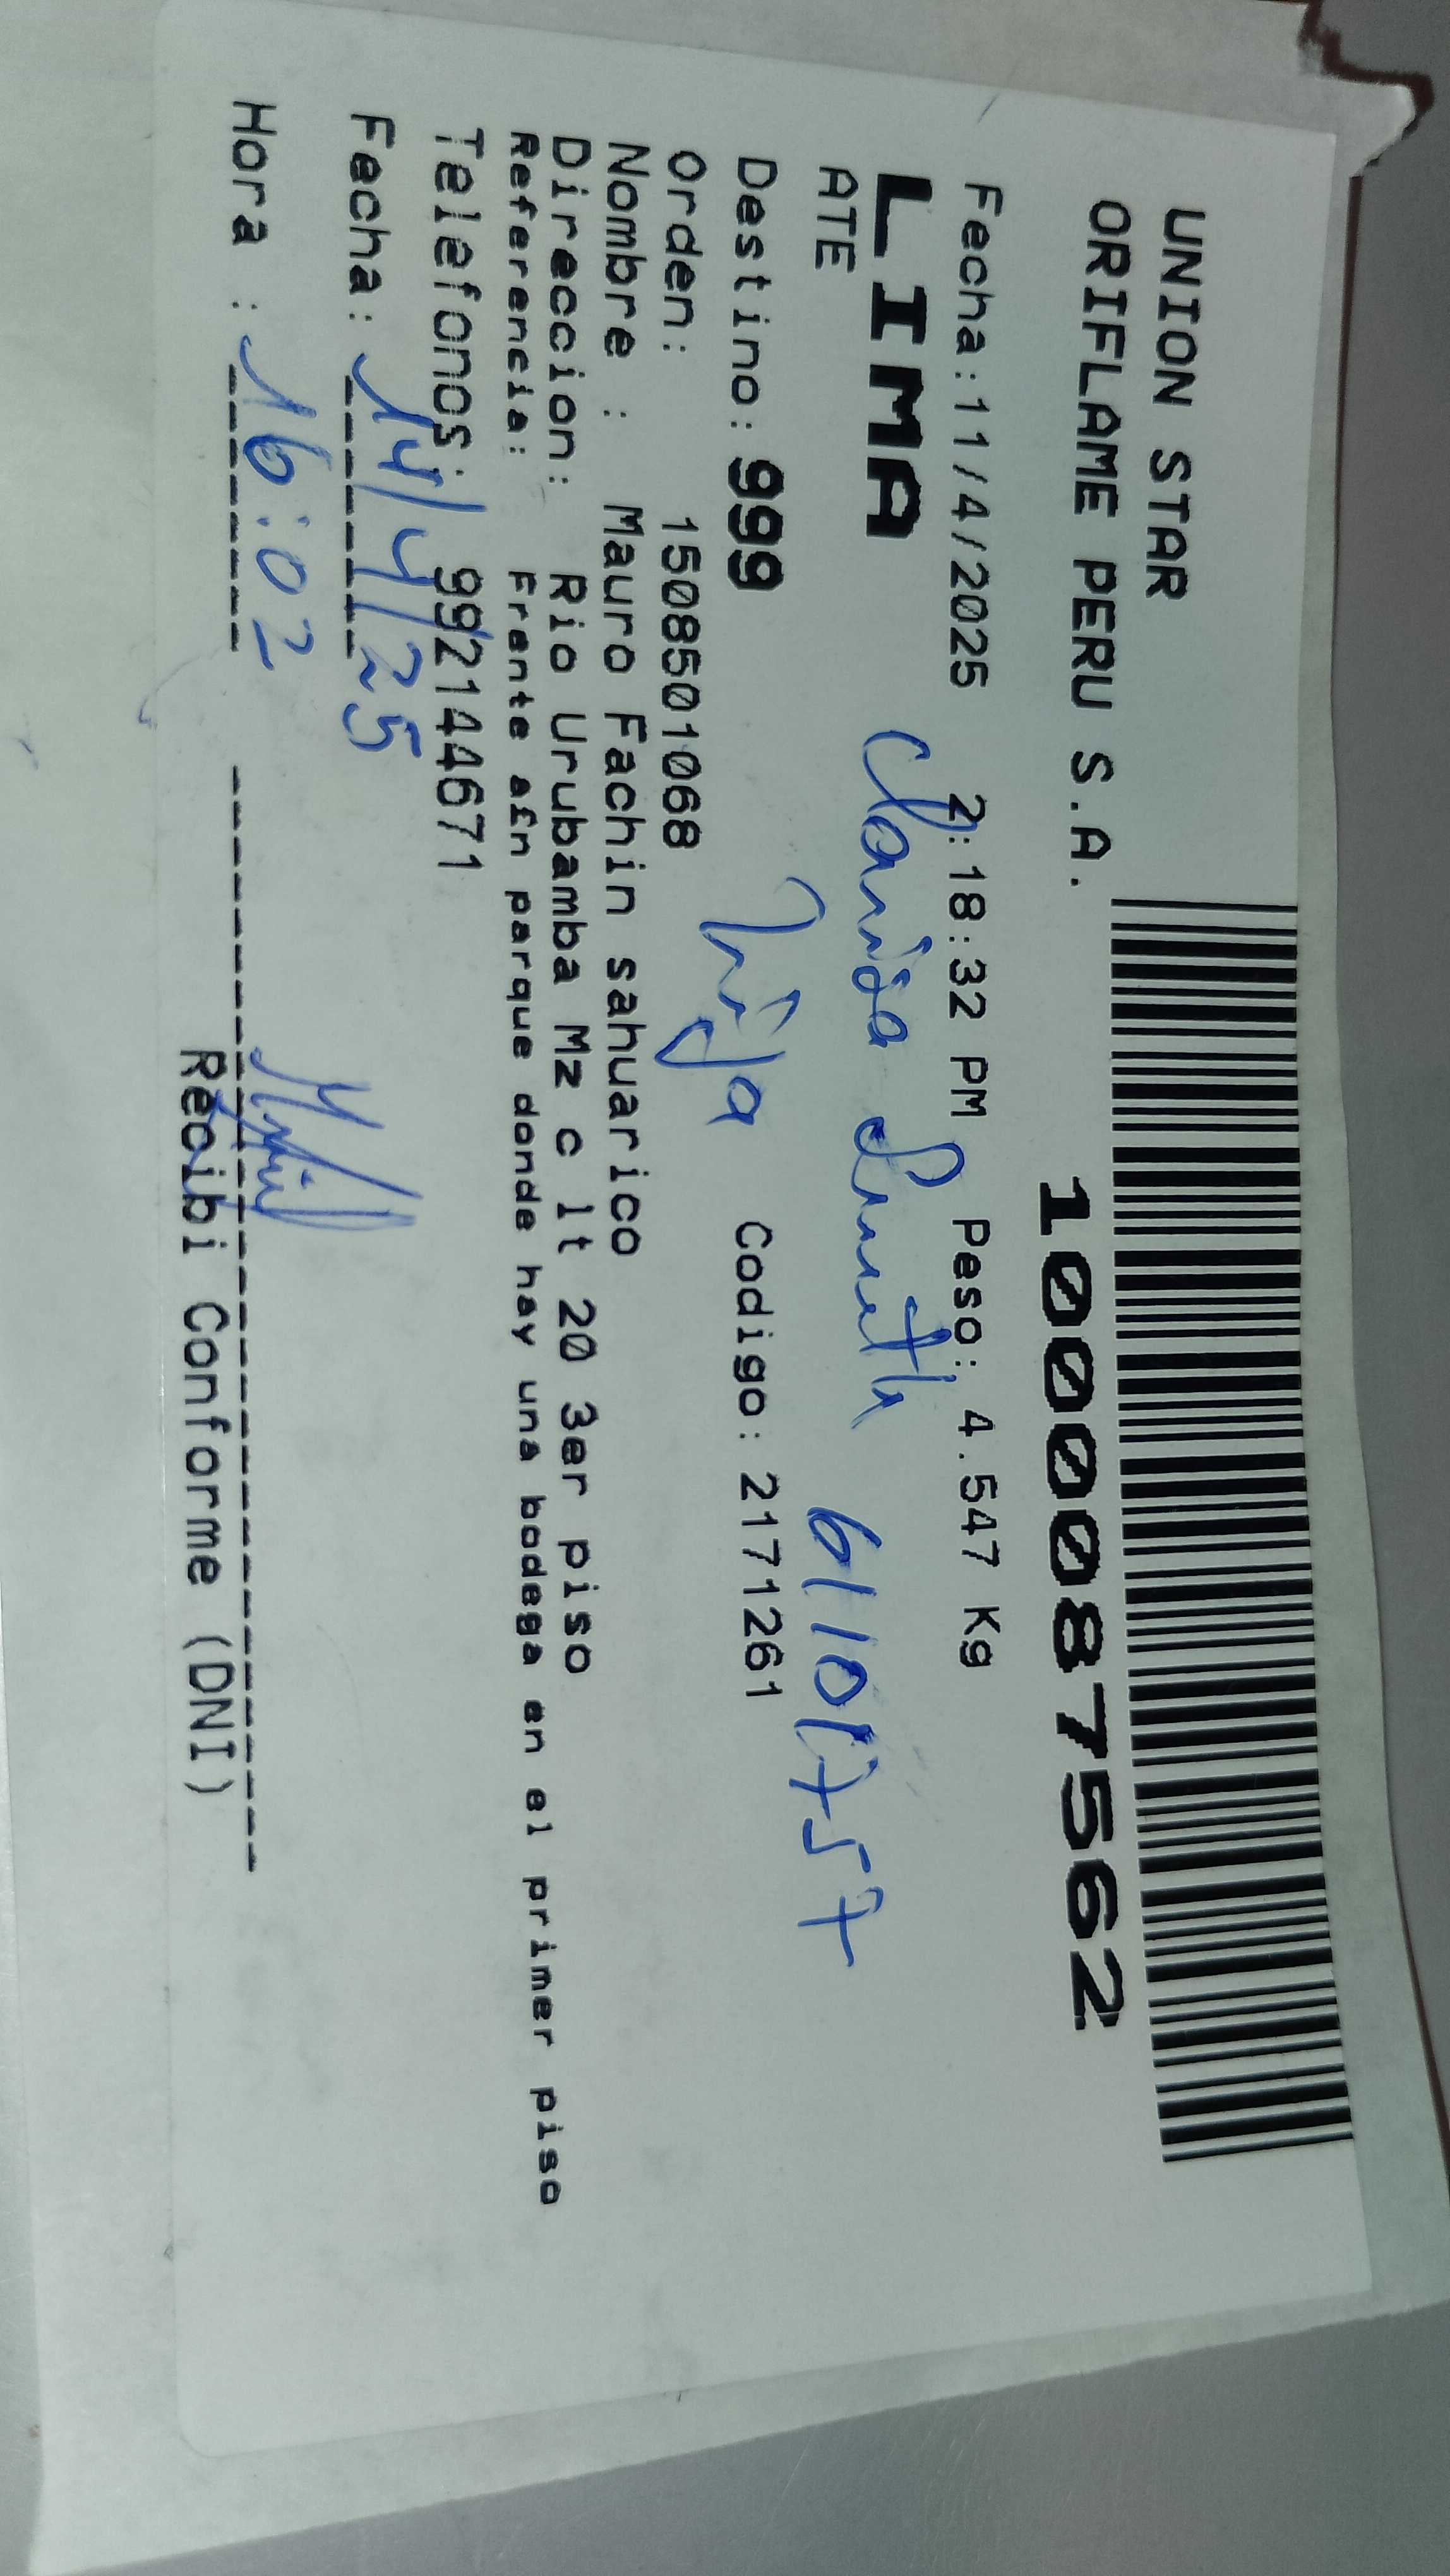 UNION STAR
ORIFLAME PERU S.A.
1000087562
Fecha:11/4/2025 2:18:32 PM Peso: 4.547 Kg
LIMA
ATE
Destino: 999 hija Codigo: 2171261
Orden: 1508501068
Nombre : Mauro Fachin sahuarico
Direccion: Rio Urubamba Mz c lt 20 3er piso
Referencia: Frente afn parque donde hay una bodega en el primer piso
Telefonos: 992144671
Fecha: 14/4/25
Hora : 16:02
Recibi Conforme (DNI)